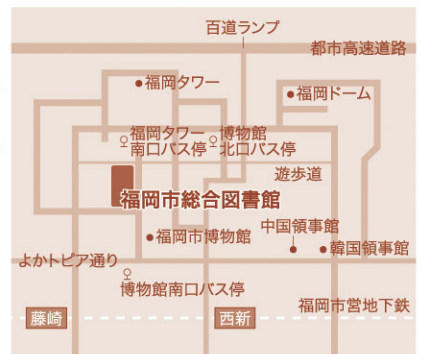 百道ランプ
都市高速道路
福岡タワー
福岡ドーム
福岡タワー
南口バス停
博物館
北口バス停
遊歩道
福岡市総合図書館
中国領事館
福岡市博物館
韓国領事館
よかトピア通り
博物館南口バス停
福岡市営地下鉄
藤崎
西新